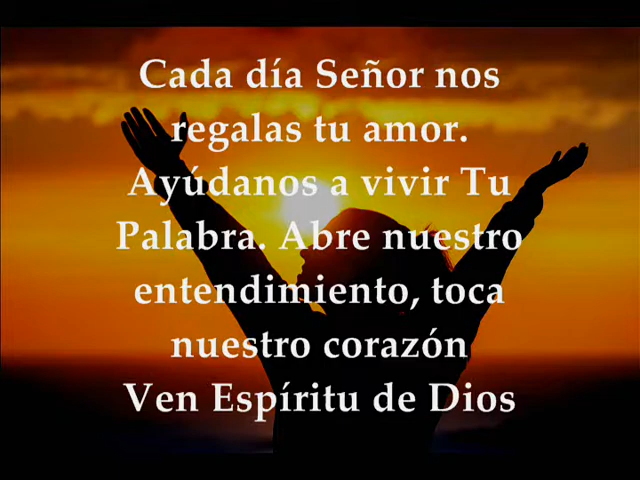 Cada día Señor nos
regalas tu amor.
Ayúdanos a vivir Tu
Palabra. Abre nuestro
entendimiento, toca
nuestro corazón
Ven Espíritu de Dios